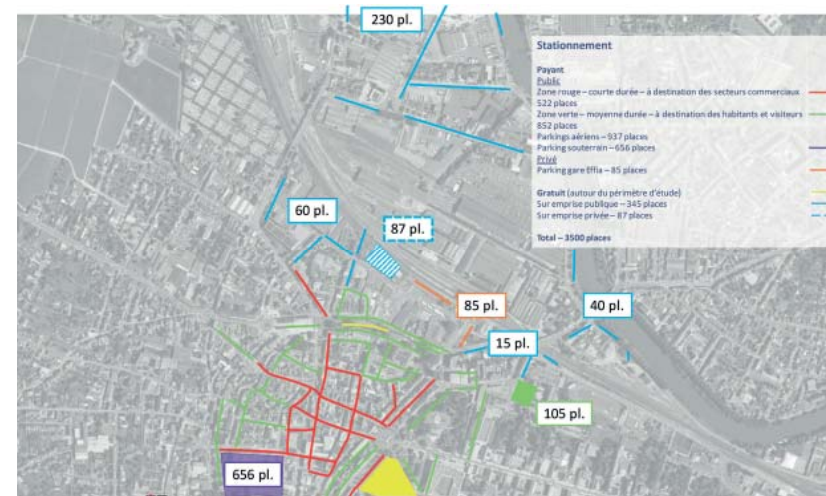 230 pl.
Stationnement
Payant
Public
Zone rouge – courte durée – à destination des secteurs commerciaux
522 places
Zone verte – moyenne durée – à destination des habitants et visiteurs
852 places
Parkings aériens – 937 places
Parking souterrain – 656 places
Privé
Parking gare Effia – 85 places
Gratuit (autour du périmètre d'étude)
Sur emprise publique – 345 places
Sur emprise privée – 87 places
Total – 3500 places
60 pl.
87 pl.
85 pl.
40 pl.
15 pl.
105 pl.
656 pl.